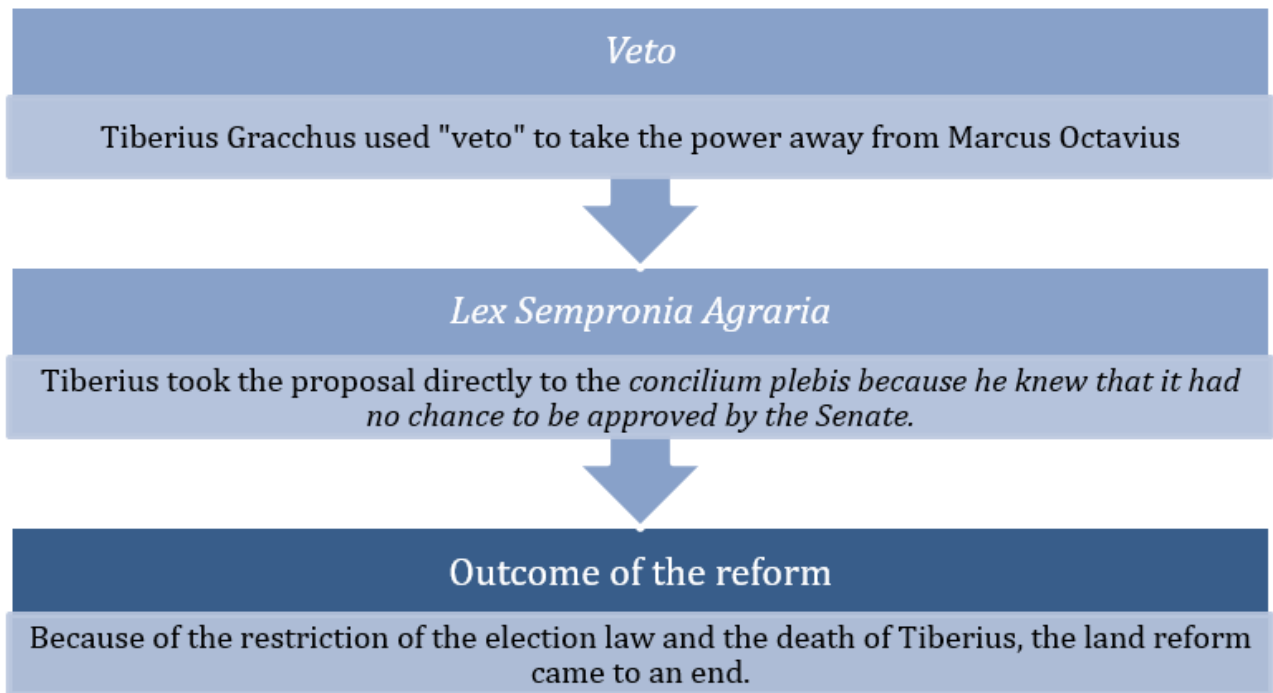 Veto
Tiberius Gracchus used "veto" to take the power away from Marcus Octavius
Lex Sempronia Agraria
Tiberius took the proposal directly to the concilium plebis because he knew that it had
no chance to be approved by the Senate.
Outcome of the reform
Because of the restriction of the election law and the death of Tiberius, the land reform
came to an end.